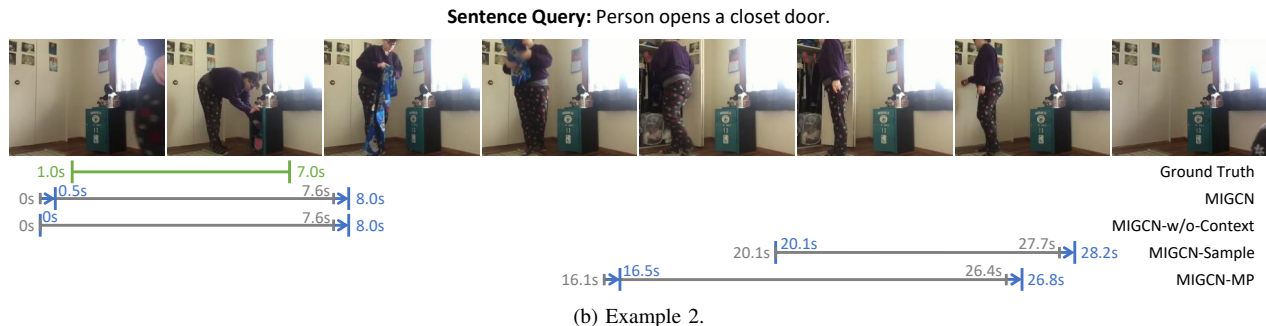 Sentence Query: Person opens a closet door.
1.0s 7.0s Ground Truth
0s 0.5s 7.6s 8.0s MIGCN
0s 0s 7.6s 8.0s MIGCN-w/o-Context
20.1s 20.1s 27.7s 28.2s MIGCN-Sample
16.1s 16.5s 26.4s 26.8s MIGCN-MP
(b) Example 2.